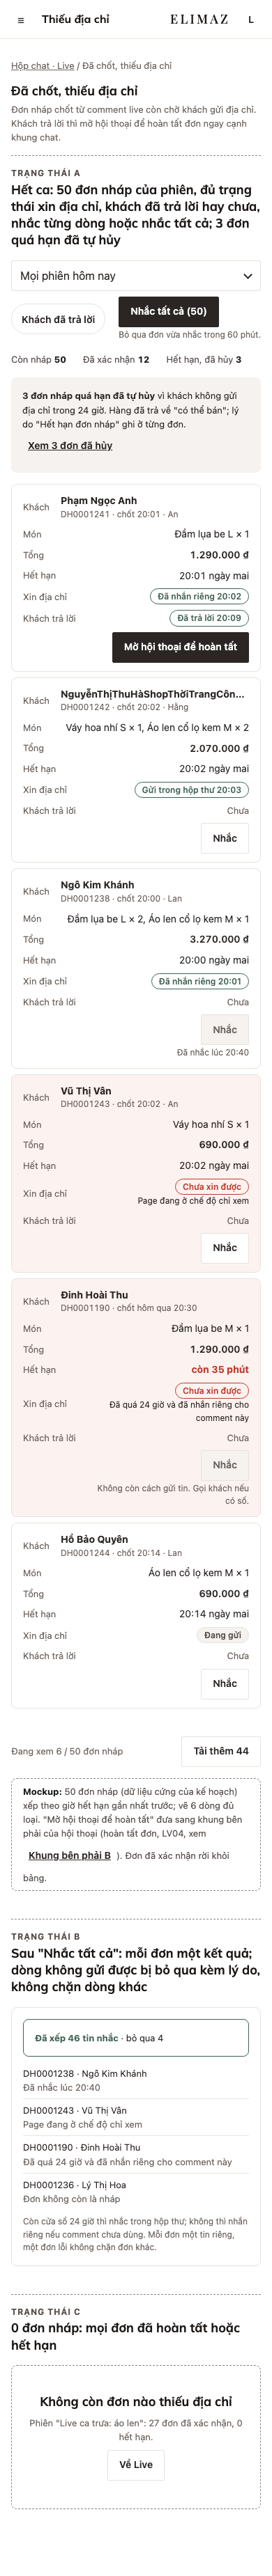 ≡ Thiếu địa chỉ ELIMAZ L
Hộp chat · Live / Đã chốt, thiếu địa chỉ
Đã chốt, thiếu địa chỉ
Đơn nháp chốt từ comment live còn chờ khách gửi địa chỉ.
Khách trả lời thì mở hội thoại để hoàn tất đơn ngay cạnh
khung chat.
TRẠNG THÁI A
Hết ca: 50 đơn nháp của phiên, đủ trạng
thái xin địa chỉ, khách đã trả lời hay chưa,
nhắc từng dòng hoặc nhắc tất cả; 3 đơn
quá hạn đã tự hủy
Mọi phiên hôm nay
Khách đã trả lời
Nhắc tất cả (50)
Bỏ qua đơn vừa nhắc trong 60 phút.
Còn nháp 50 Đã xác nhận 12 Hết hạn, đã hủy 3
3 đơn nháp quá hạn đã tự hủy vì khách không gửi
địa chỉ trong 24 giờ. Hàng đã trả về "có thể bán"; lý
do "Hết hạn đơn nháp" ghi ở từng đơn.
Xem 3 đơn đã hủy
Khách Phạm Ngọc Anh
DH0001241 · chốt 20:01 · An
Món Đầm lụa be L × 1
Tổng 1.290.000 ₫
Hết hạn 20:01 ngày mai
Xin địa chỉ Đã nhắn riêng 20:02
Khách trả lời Đã trả lời 20:09
Mở hội thoại để hoàn tất
Khách NguyễnThịThuHàShopThờiTrangCôn...
DH0001242 · chốt 20:02 · Hằng
Món Váy hoa nhí S × 1, Áo len cổ lọ kem M × 2
Tổng 2.070.000 ₫
Hết hạn 20:02 ngày mai
Xin địa chỉ Gửi trong hộp thư 20:03
Khách trả lời Chưa
Nhắc
Khách Ngô Kim Khánh
DH0001238 · chốt 20:00 · Lan
Món Đầm lụa be L × 2, Áo len cổ lọ kem M × 1
Tổng 3.270.000 ₫
Hết hạn 20:00 ngày mai
Xin địa chỉ Đã nhắn riêng 20:01
Khách trả lời Chưa
Nhắc
Đã nhắc lúc 20:40
Khách Vũ Thị Vân
DH0001243 · chốt 20:02 · An
Món Váy hoa nhí S × 1
Tổng 690.000 ₫
Hết hạn 20:02 ngày mai
Xin địa chỉ Chưa xin được
Page đang ở chế độ chỉ xem
Khách trả lời Chưa
Nhắc
Khách Đinh Hoài Thu
DH0001190 · chốt hôm qua 20:30
Món Đầm lụa be M × 1
Tổng 1.290.000 ₫
Hết hạn còn 35 phút
Xin địa chỉ Chưa xin được
Đã quá 24 giờ và đã nhắn riêng cho
comment này
Khách trả lời Chưa
Nhắc
Không còn cách gửi tin. Gọi khách nếu
có số.
Khách Hồ Bảo Quyên
DH0001244 · chốt 20:14 · Lan
Món Áo len cổ lọ kem M × 1
Tổng 690.000 ₫
Hết hạn 20:14 ngày mai
Xin địa chỉ Đang gửi
Khách trả lời Chưa
Nhắc
Đang xem 6 / 50 đơn nháp Tải thêm 44
Mockup: 50 đơn nháp (dữ liệu cứng của kế hoạch)
xếp theo giờ hết hạn gần nhất trước; vẽ 6 dòng đủ
loại. "Mở hội thoại để hoàn tất" đưa sang khung bên
phải của hội thoại (hoàn tất đơn, LV04, xem
Khung bên phải B ). Đơn đã xác nhận rời khỏi
bảng.
TRẠNG THÁI B
Sau "Nhắc tất cả": mỗi đơn một kết quả;
dòng không gửi được bị bỏ qua kèm lý do,
không chặn dòng khác
Đã xếp 46 tin nhắc · bỏ qua 4
DH0001238 · Ngô Kim Khánh
Đã nhắc lúc 20:40
DH0001243 · Vũ Thị Vân
Page đang ở chế độ chỉ xem
DH0001190 · Đinh Hoài Thu
Đã quá 24 giờ và đã nhắn riêng cho comment này
DH0001236 · Lý Thị Hoa
Đơn không còn là nháp
Còn cửa sổ 24 giờ thì nhắc trong hộp thư; không thì nhắn
riêng nếu comment chưa dùng. Mỗi đơn một tin riêng,
một đơn lỗi không chặn đơn khác.
TRẠNG THÁI C
0 đơn nháp: mọi đơn đã hoàn tất hoặc
hết hạn
Không còn đơn nào thiếu địa chỉ
Phiên "Live ca trưa: áo len": 27 đơn đã xác nhận, 0
hết hạn.
Về Live